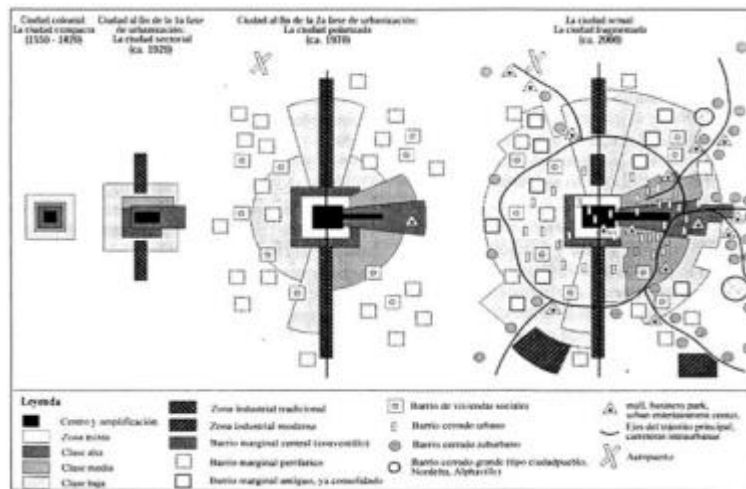 Ciudad colonial:
La ciudad compacta
(1550 - 1820)
Ciudad al fin de la 1a fase
de urbanización:
La ciudad sectorial
(ca. 1920)
Ciudad al fin de la 2a fase de urbanización:
La ciudad polarizada
(ca. 1970)
La ciudad actual
La ciudad fragmentada
(ca. 2000)
Leyenda
Centro y amplificación
Zona mixta
Clase alta
Clase media
Clase baja
Zona industrial tradicional
Zona industrial moderna
Barrio marginal central
Barrio marginal periférico
Barrio marginal antiguo, ya consolidado
Barrio de viviendas sociales
Barrio cerrado urbano
Barrio cerrado suburbano
Barrio cerrado grande (tipo ciudadpueblo,
Nordelta, Alphaville)
mall, business park,
urban entertainment center,
Ejes del tránsito principal,
carreteras intraurbanas
Aeropuerto